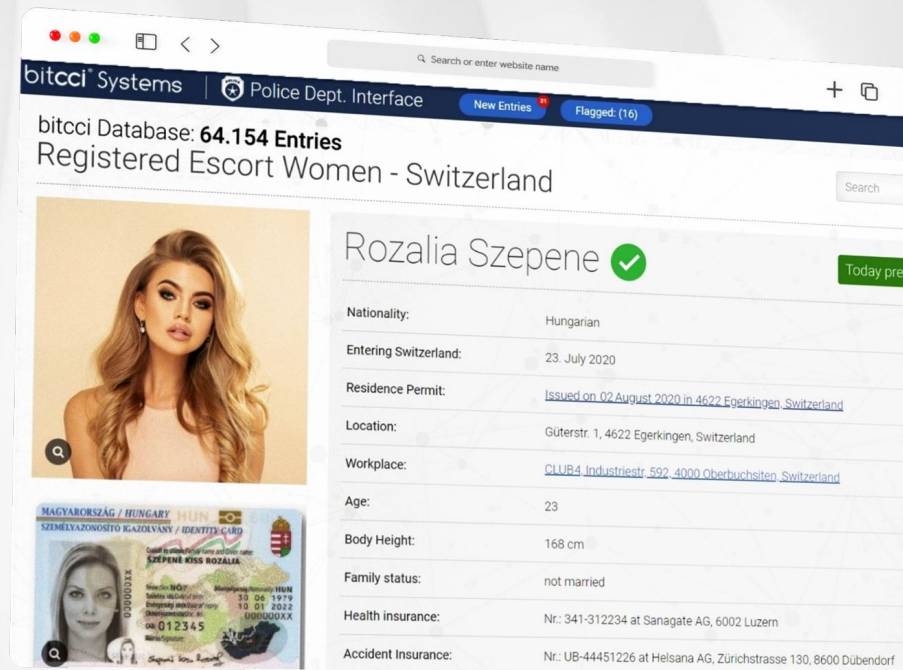 Search or enter website name
bitcci® Systems | Police Dept. Interface New Entries 31 Flagged: (16)
bitcci Database: 64.154 Entries
Registered Escort Women - Switzerland
Search
Rozalia Szepene
Today pre
Nationality: Hungarian
Entering Switzerland: 23. July 2020
Residence Permit: Issued on 02 August 2020 in 4622 Egerkingen, Switzerland
Location: Güterstr. 1, 4622 Egerkingen, Switzerland
Workplace: CLUB4, Industriestr, 592, 4000 Oberbuchsiten, Switzerland
Age: 23
Body Height: 168 cm
Family status: not married
Health insurance: Nr.: 341-312234 at Sanagate AG, 6002 Luzern
Accident Insurance: Nr.: UB-44451226 at Helsana AG, Zürichstrasse 130, 8600 Dübendorf
MAGYARORSZÁG / HUNGARY HUN
SZEMÉLYAZONOSÍTÓ IGAZOLVÁNY / IDENTITY CARD
SZÉPENÉ KISS ROZÁLIA
HUN
30 06 19?9
10 01 2022
000000XX
012345
000000XX